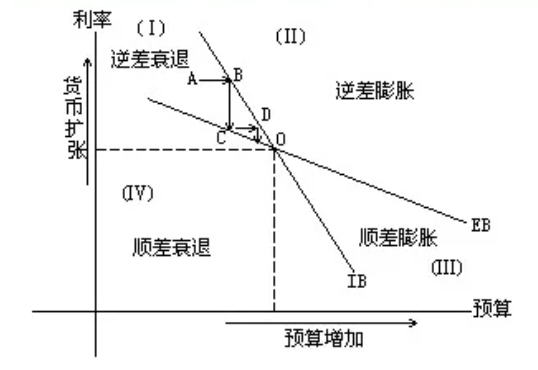 利率
(I)
(II)
逆差衰退
A
B
逆差膨胀
货币扩张
C
D
O
(IV)
EB
顺差衰退
顺差膨胀
(III)
IB
预算
预算增加